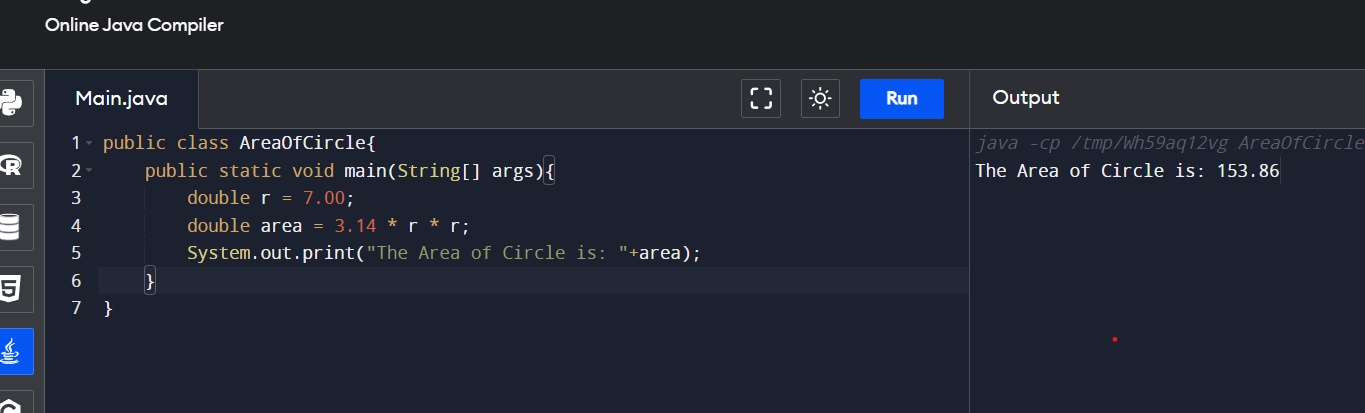 Online Java Compiler
Main.java
Run
Output
1 public class AreaOfCircle{
2     public static void main(String[] args){
3         double r = 7.00;
4         double area = 3.14 * r * r;
5         System.out.print("The Area of Circle is: "+area);
6     }
7 }
java -cp /tmp/Wh59aq12vg AreaOfCircle
The Area of Circle is: 153.86